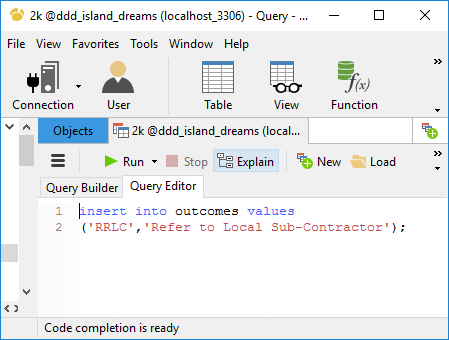 2k @ddd_island_dreams (localhost_3306) - Query - ...
File View Favorites Tools Window Help
Connection User Table View Function
f(x)
Objects 2k @ddd_island_dreams (local...
Run Stop Explain New Load
Query Builder Query Editor
1 insert into outcomes values
2 ('RRLC','Refer to Local Sub-Contractor');
Code completion is ready